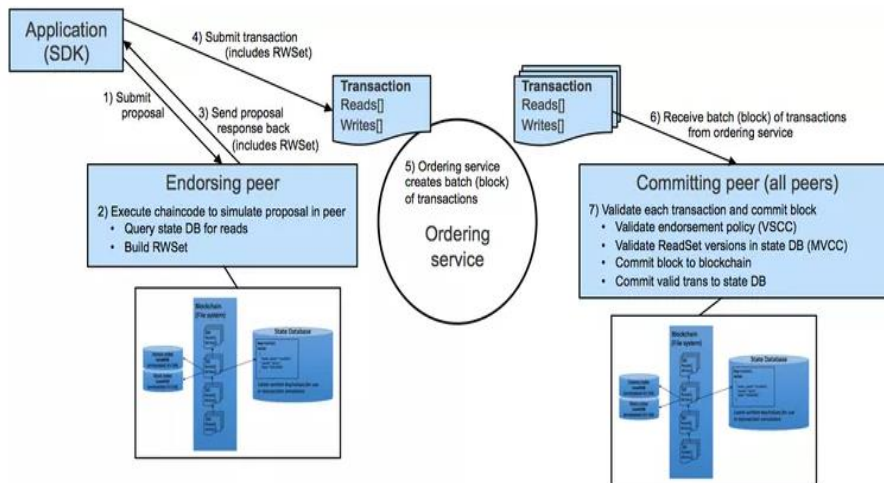 Application
(SDK)
4) Submit transaction
(includes RWSet)
1) Submit
proposal
3) Send proposal
response back
(includes RWSet)
Transaction
Reads[]
Writes[]
Transaction
Reads[]
Writes[]
6) Receive batch (block) of transactions
from ordering service
5) Ordering service
creates batch (block)
of transactions
Ordering
service
Endorsing peer
2) Execute chaincode to simulate proposal in peer
• Query state DB for reads
• Build RWSet
Committing peer (all peers)
7) Validate each transaction and commit block
• Validate endorsement policy (VSCC)
• Validate ReadSet versions in state DB (MVCC)
• Commit block to blockchain
• Commit valid trans to state DB
Blockchain
(File system)
State Database
Blockchain
(File system)
State Database